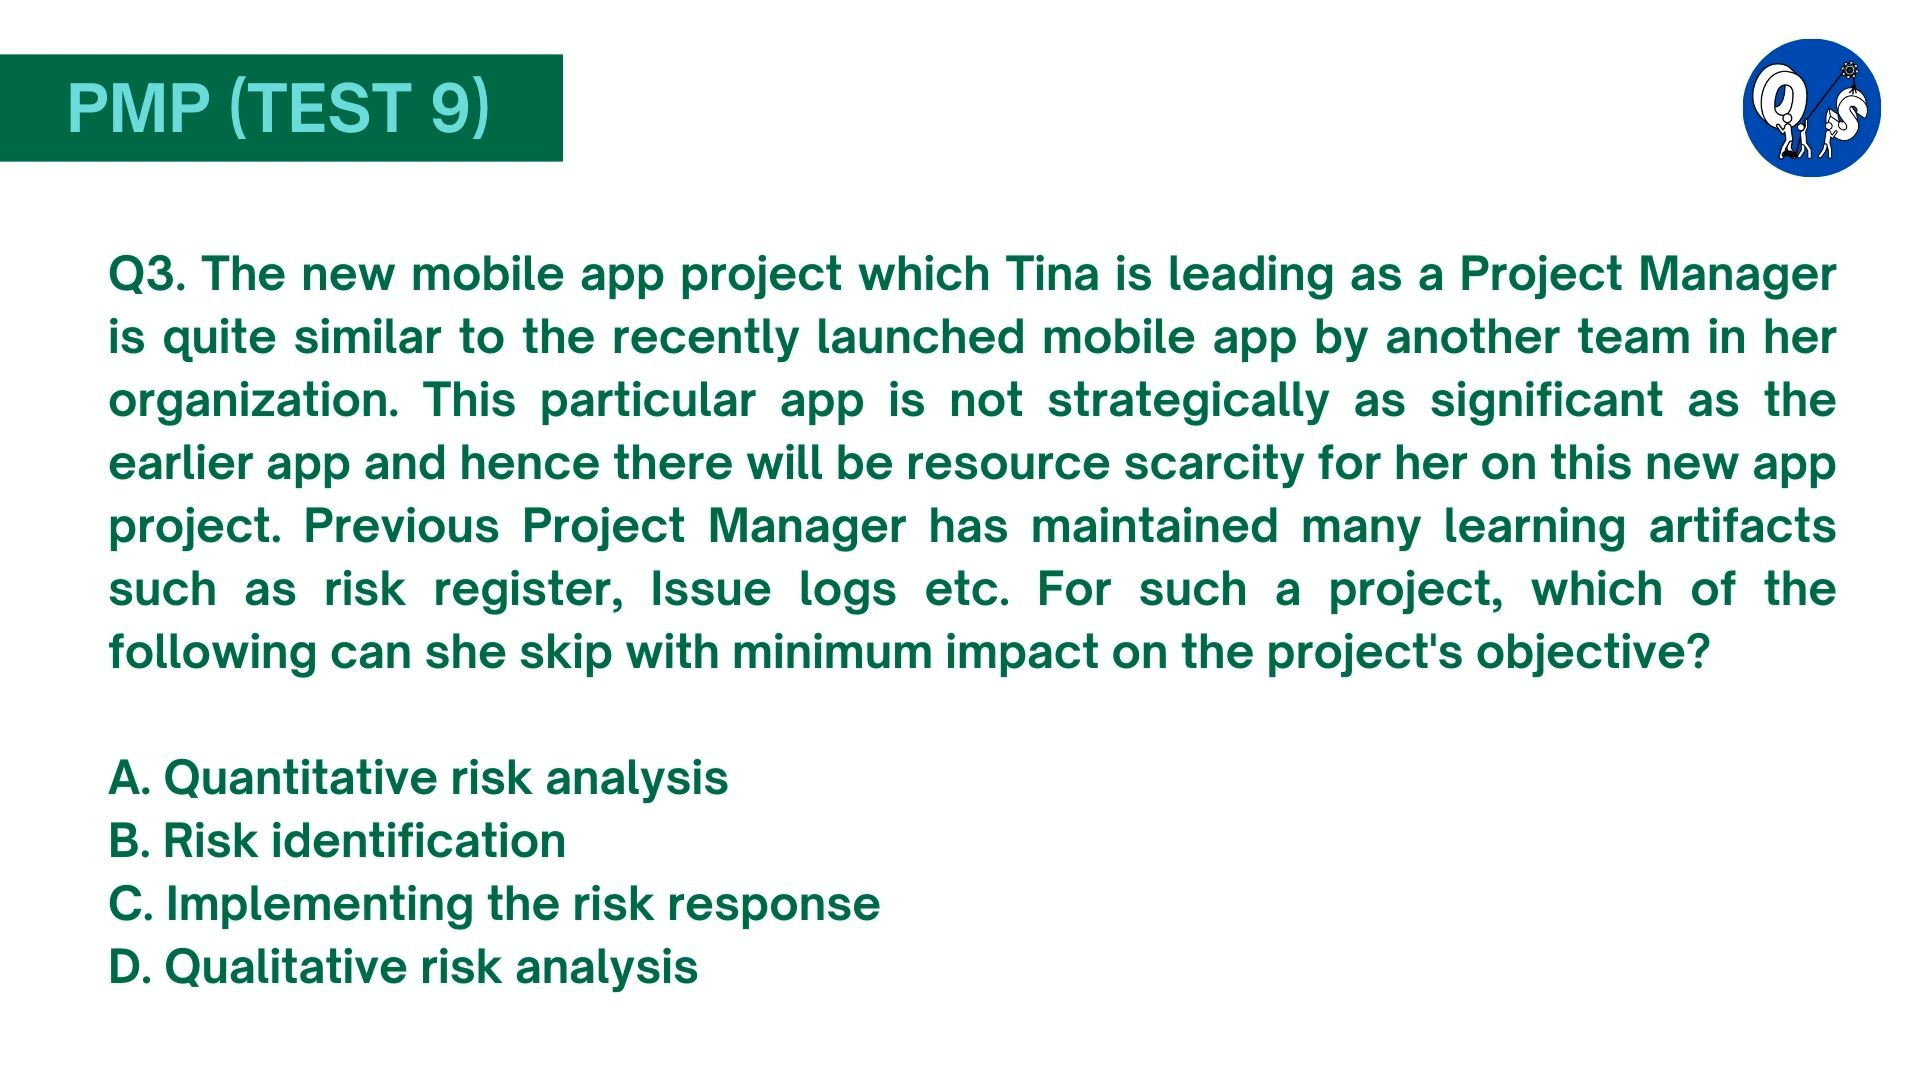 PMP (TEST 9)
Q/S
Q3. The new mobile app project which Tina is leading as a Project Manager
is quite similar to the recently launched mobile app by another team in her
organization. This particular app is not strategically as significant as the
earlier app and hence there will be resource scarcity for her on this new app
project. Previous Project Manager has maintained many learning artifacts
such as risk register, Issue logs etc. For such a project, which of the
following can she skip with minimum impact on the project's objective?
A. Quantitative risk analysis
B. Risk identification
C. Implementing the risk response
D. Qualitative risk analysis